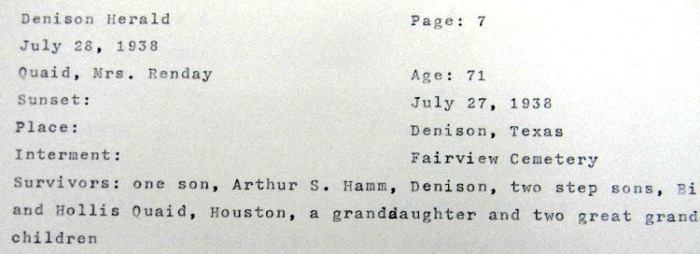 Denison Herald Page: 7
July 28, 1938
Quaid, Mrs. Renday Age: 71
Sunset: July 27, 1938
Place: Denison, Texas
Interment: Fairview Cemetery
Survivors: one son, Arthur S. Hamm, Denison, two step sons, Bi
and Hollis Quaid, Houston, a granddaughter and two great grand
children